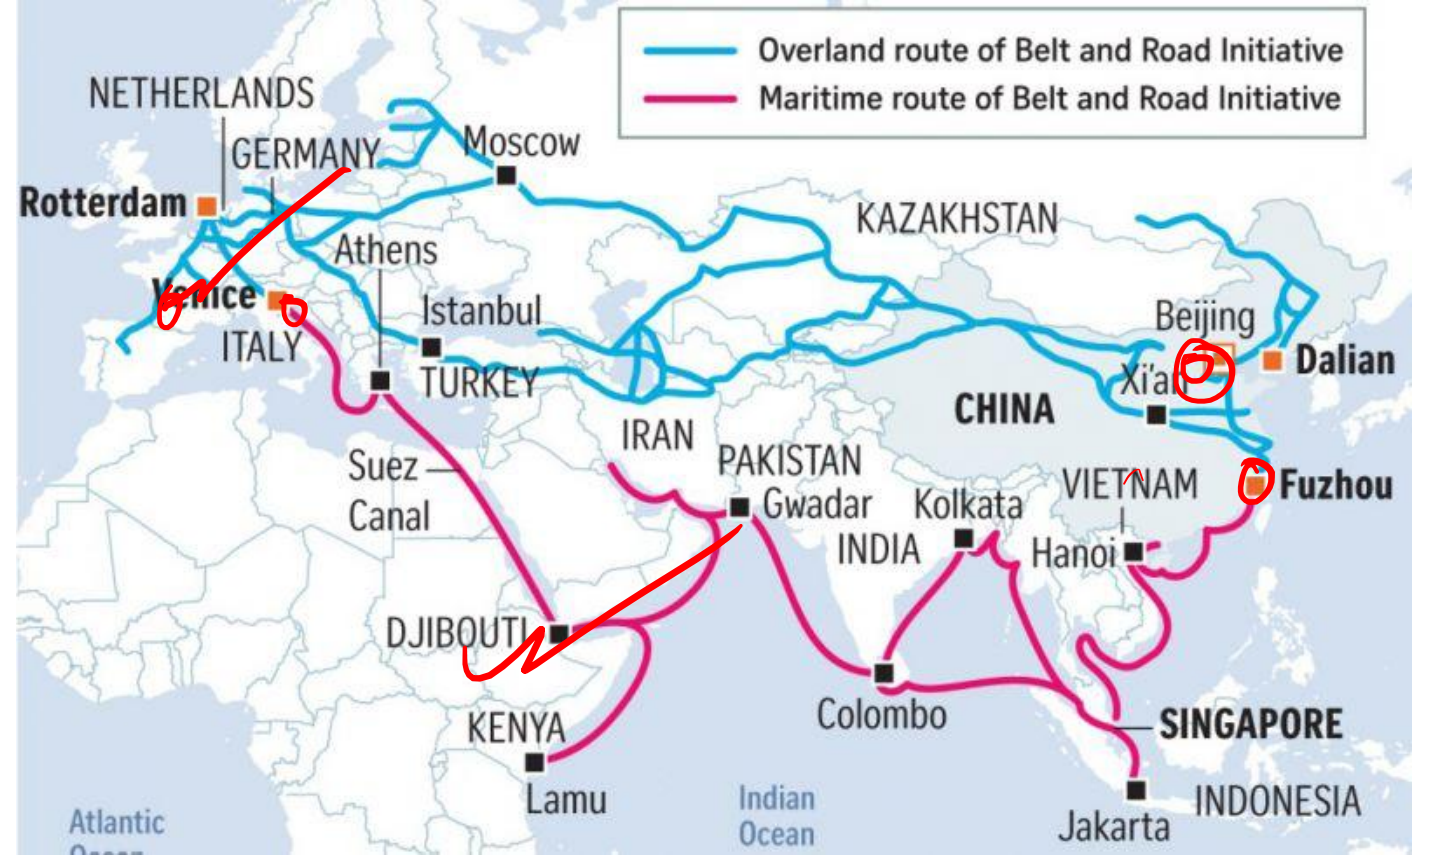 Overland route of Belt and Road Initiative
Maritime route of Belt and Road Initiative
NETHERLANDS
GERMANY
Moscow
Rotterdam
KAZAKHSTAN
Athens
Venice
Istanbul
Beijing
ITALY
Dalian
TURKEY
Xi'an
CHINA
IRAN
PAKISTAN
Suez
Canal
VIETNAM
Fuzhou
Gwadar
Kolkata
INDIA
Hanoi
DJIBOUTI
Colombo
KENYA
SINGAPORE
Lamu
Indian
Ocean
INDONESIA
Jakarta
Atlantic
Ocean